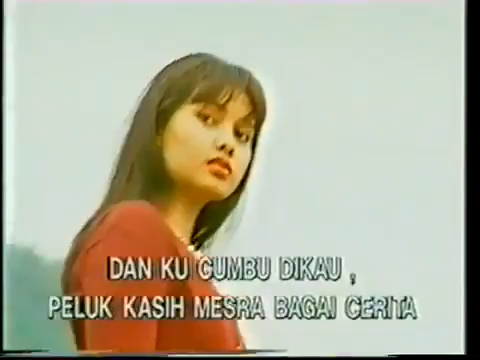 DAN KU CUMBU DIKAU ,
PELUK KASIH MESRA BAGAI CERITA